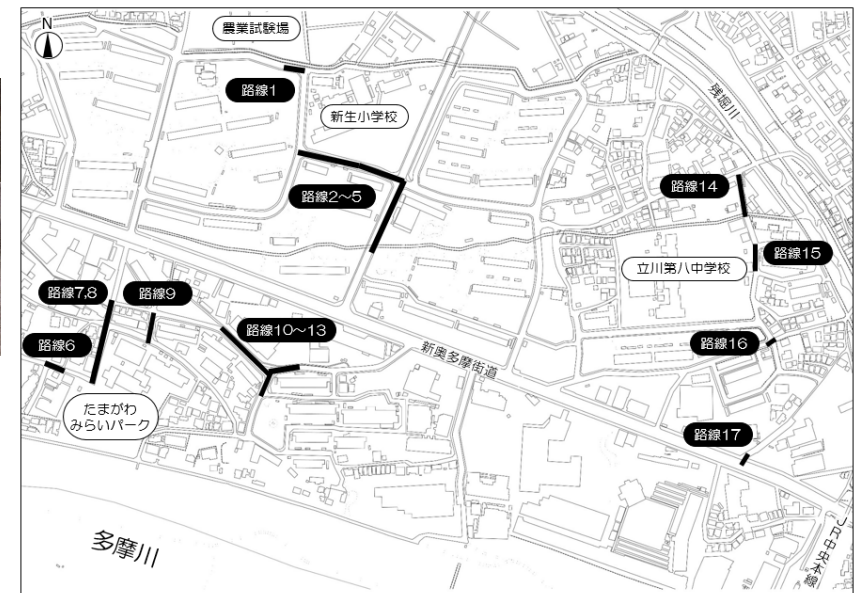 N
農業試験場
路線1
新生小学校
残堀川
路線2～5
路線14
立川第八中学校
路線15
路線7,8
路線9
路線6
路線10～13
新奥多摩街道
路線16
たまがわ
みらいパーク
路線17
多摩川
JR中央本線